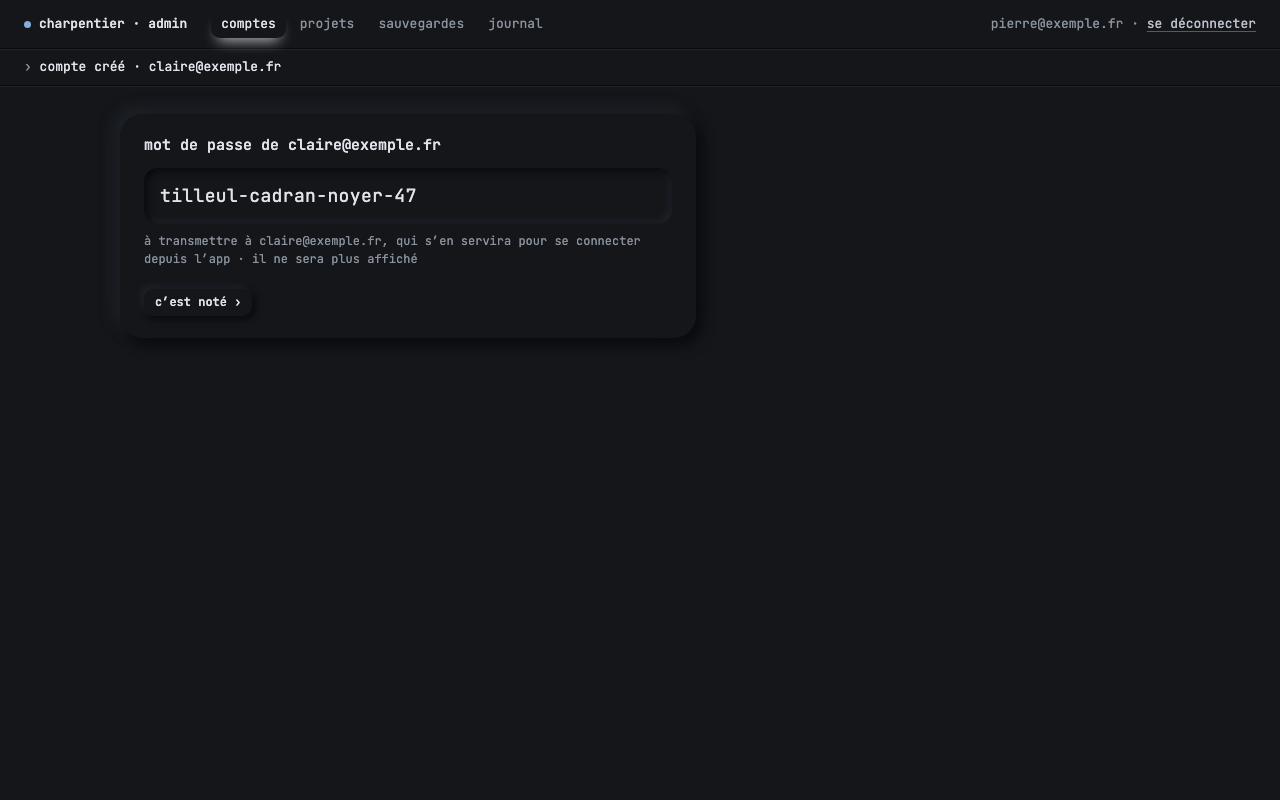 charpentier · admin comptes projets sauvegardes journal pierre@exemple.fr · se déconnecter
› compte créé · claire@exemple.fr
mot de passe de claire@exemple.fr
tilleul-cadran-noyer-47
à transmettre à claire@exemple.fr, qui s’en servira pour se connecter
depuis l’app · il ne sera plus affiché
c’est noté ›